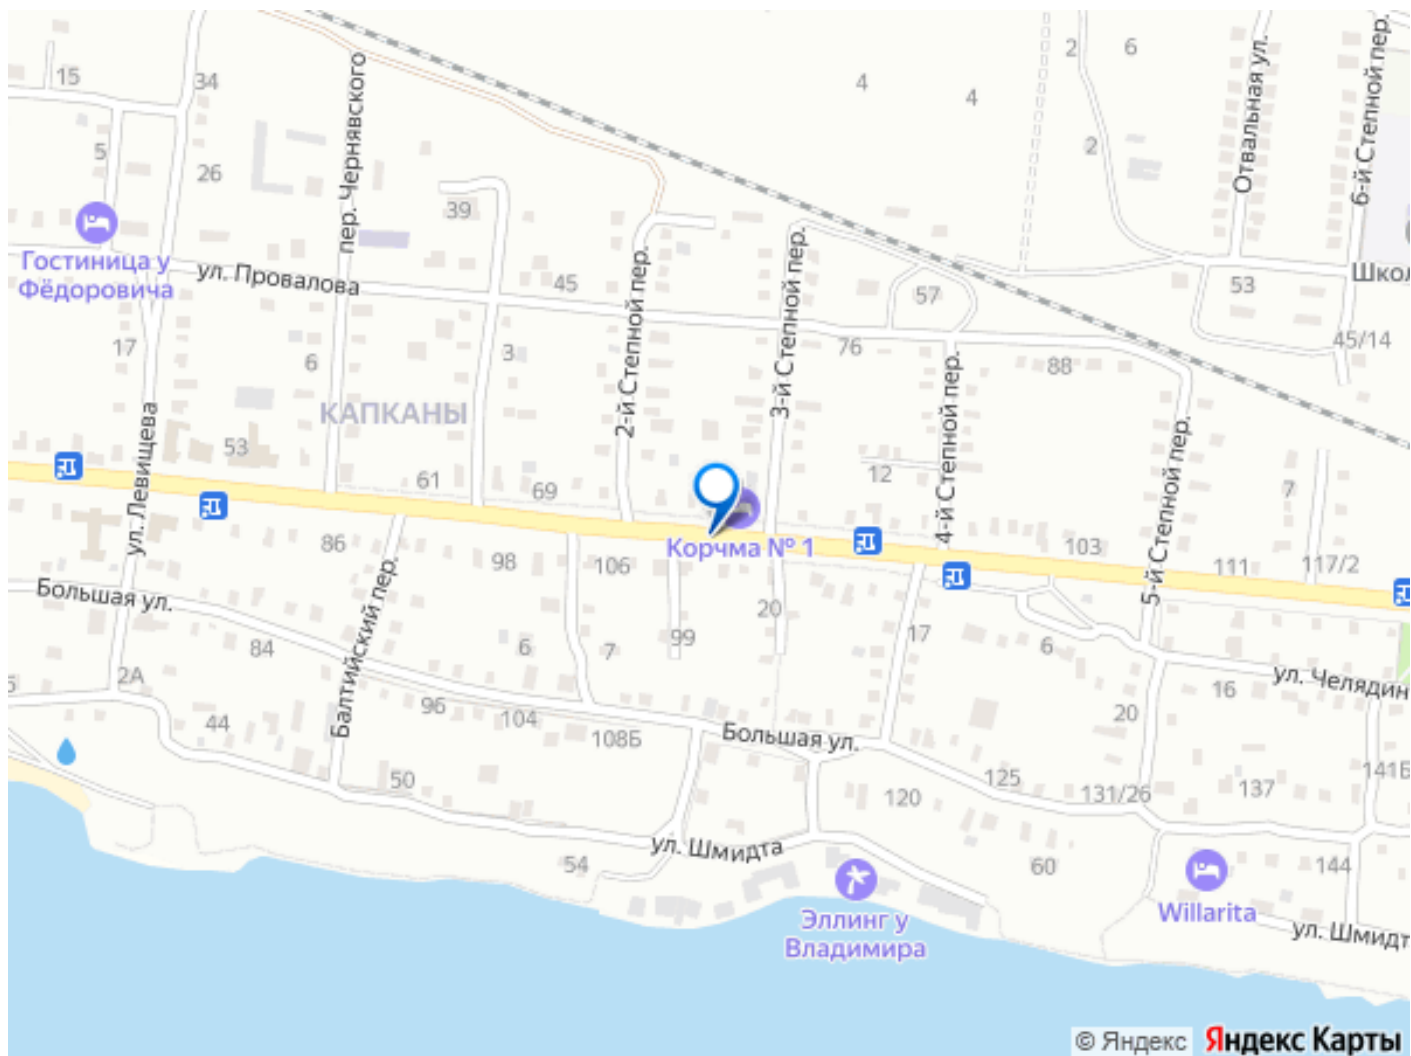 15
34
пер. Чернявского
5
26
39
Гостиница у
Фёдоровича
ул. Провалова
45
17
6
3
2-й Степной пер.
3-й Степной пер.
4
4
2
6
2
Отвальная ул.
6-й Степной пер.
Школ
53
45/14
57
76
88
КАПКАНЫ
ул. Левищева
53
61
69
12
4-й Степной пер.
5-й Степной пер.
7
86
98
106
Корчма № 1
103
111
117/2
Большая ул.
Балтийский пер.
84
6
7
99
20
17
6
ул. Челядин
16
20
2А
44
96
104
108Б
Большая ул.
50
120
125
131/26
137
141Б
54
ул. Шмидта
60
144
Эллинг у
Владимира
Willarita
ул. Шмидт
© Яндекс
Яндекс Карты